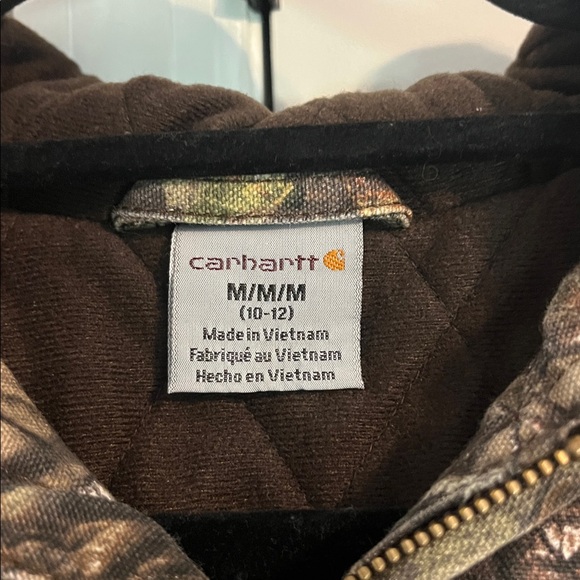 carhartt
M/M/M
(10-12)
Made in Vietnam
Fabriqué au Vietnam
Hecho en Vietnam